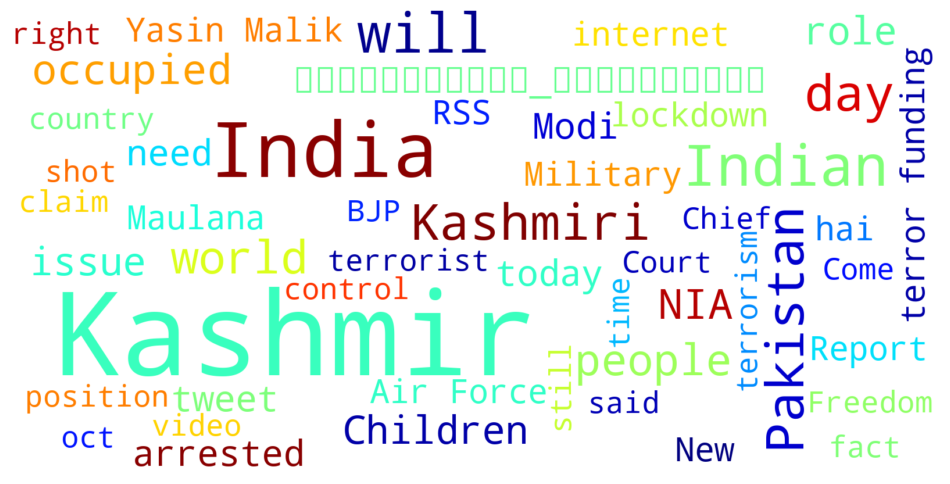 right
Yasin Malik
will
internet
role
occupied
day
funding
country
RSS
Modi
lockdown
need
India
shot
Military
Indian
claim
Maulana
BJP
Kashmiri
Chief
hai
issue
world
terrorist
today
Court
terrorism
Pakistan
Come
terror
control
Kashmir
time
NIA
Report
people
still
position
tweet
Air Force
said
Freedom
video
oct
arrested
Children
New
fact